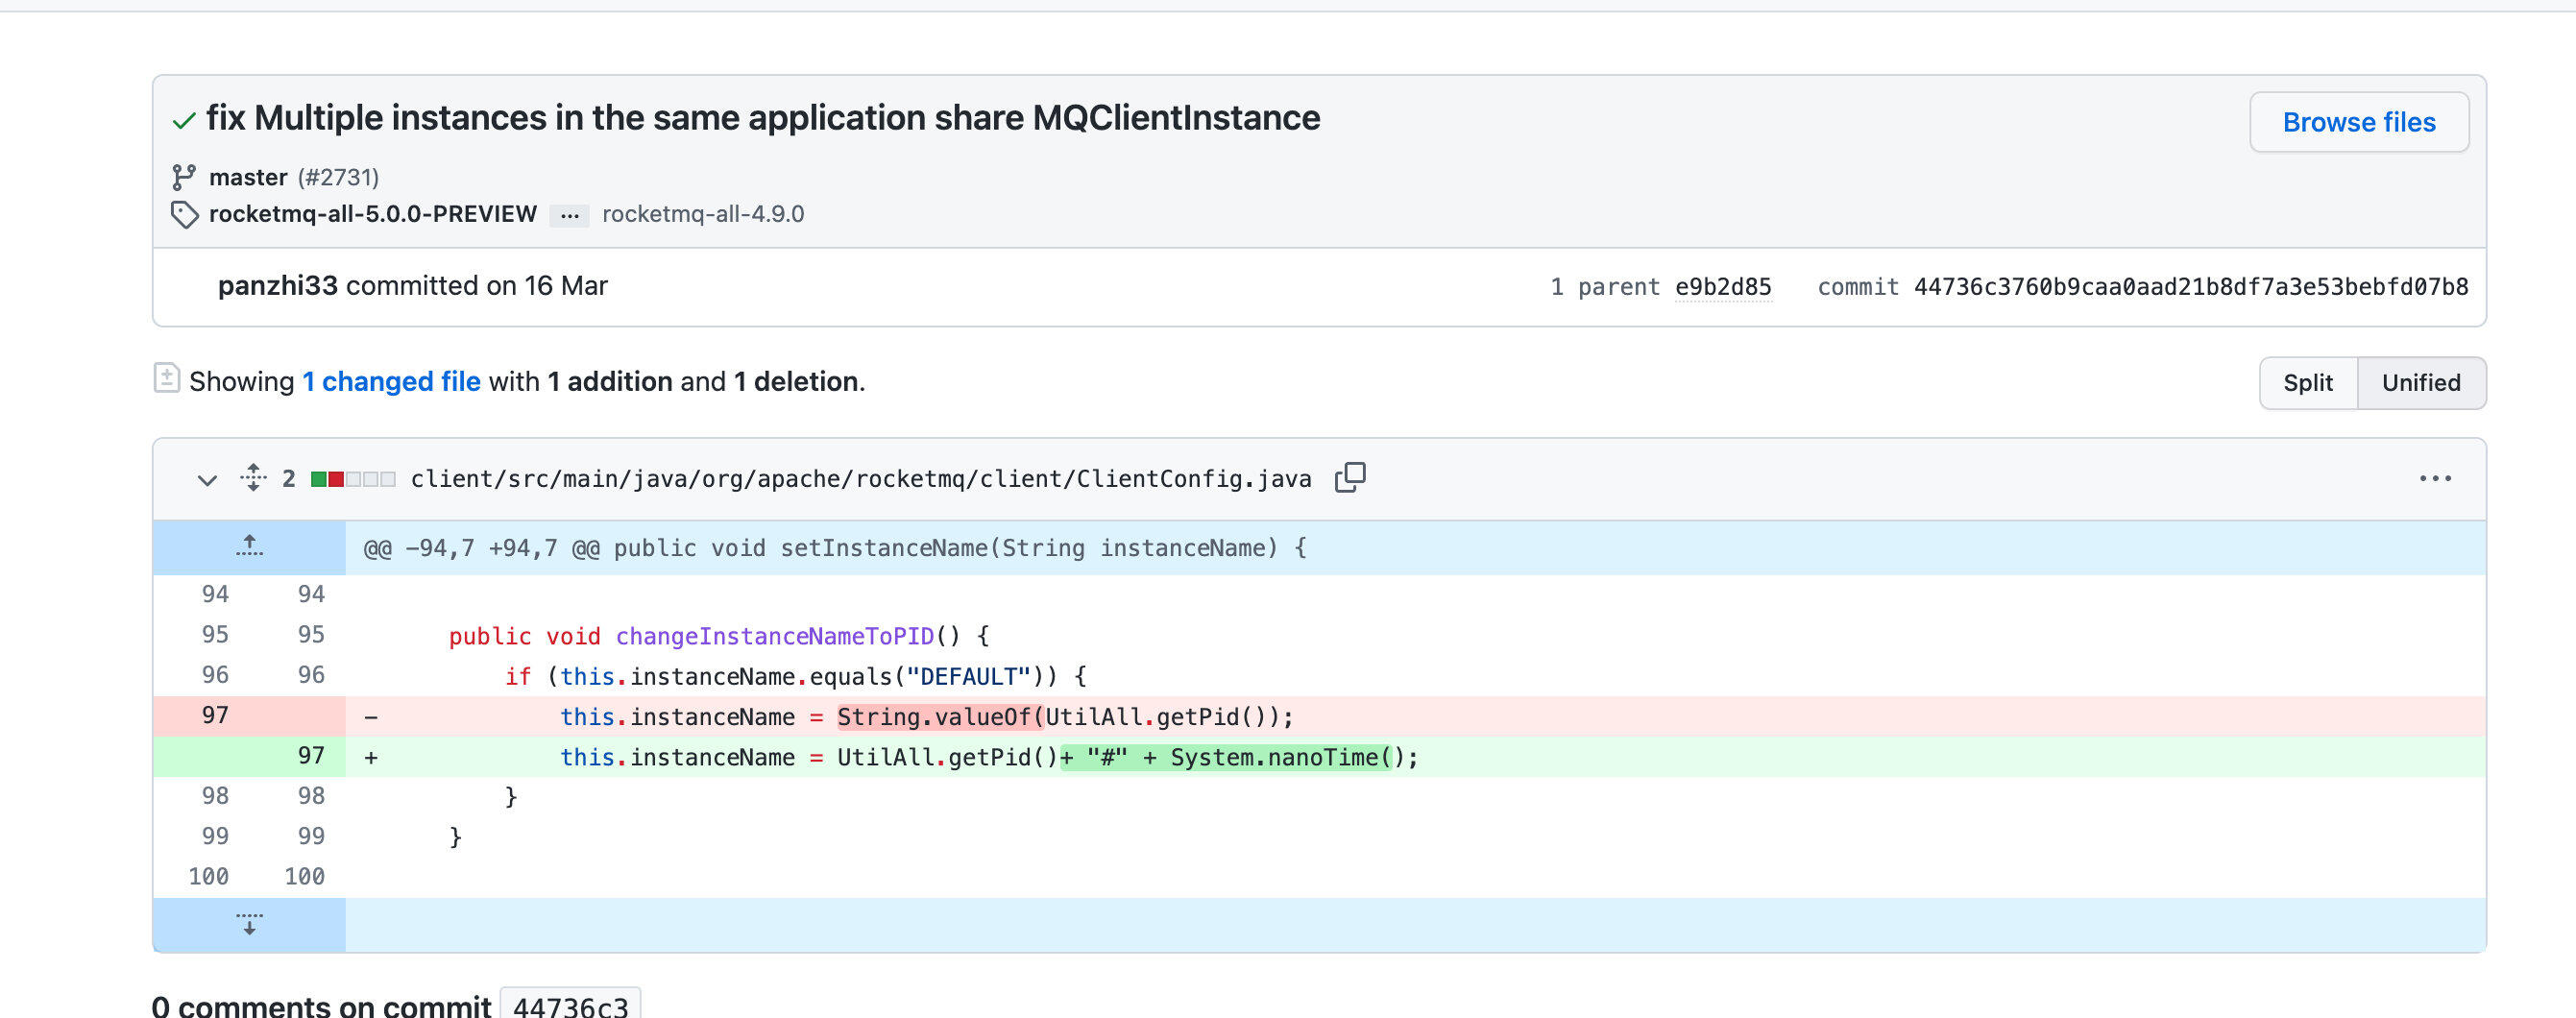 fix Multiple instances in the same application share MQClientInstance
Browse files
master (#2731)
rocketmq-all-5.0.0-PREVIEW ... rocketmq-all-4.9.0
panzhi33 committed on 16 Mar 1 parent e9b2d85 commit 44736c3760b9caa0aad21b8df7a3e53bebfd07b8
Showing 1 changed file with 1 addition and 1 deletion. Split Unified
2 client/src/main/java/org/apache/rocketmq/client/ClientConfig.java
@@ -94,7 +94,7 @@ public void setInstanceName(String instanceName) {
94 94
95 95 public void changeInstanceNameToPID() {
96 96 if (this.instanceName.equals("DEFAULT")) {
97 - this.instanceName = String.valueOf(UtilAll.getPid());
97 + this.instanceName = UtilAll.getPid()+ "#" + System.nanoTime();
98 98 }
99 99 }
100 100
0 comments on commit 44736c3